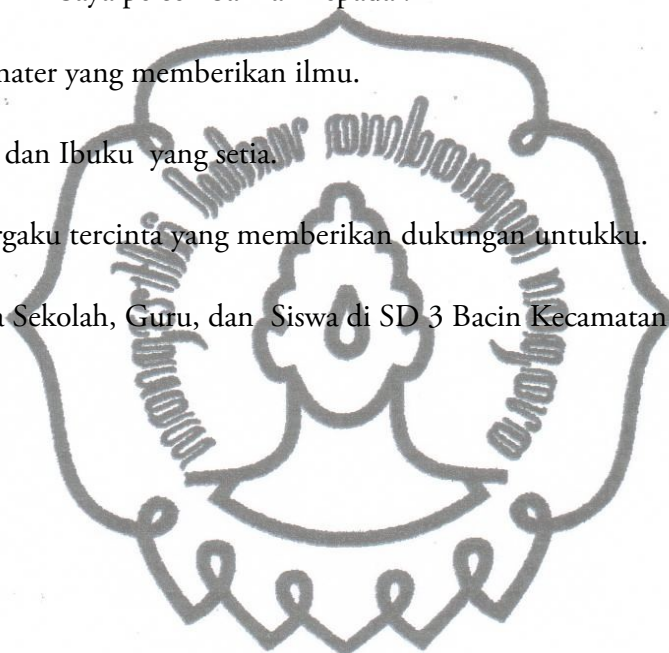 Saya persembahkan kepada :
mater yang memberikan ilmu.
dan Ibuku yang setia.
rgaku tercinta yang memberikan dukungan untukku.
a Sekolah, Guru, dan Siswa di SD 3 Bacin Kecamatan